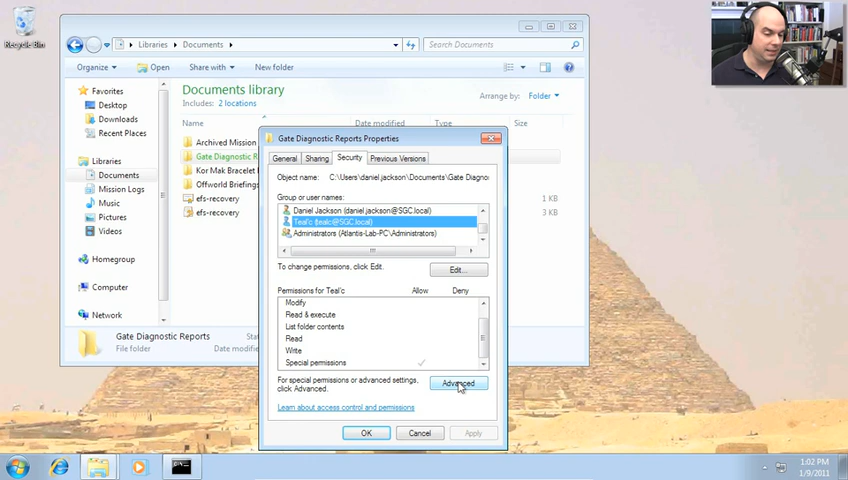 Recycle Bin
Libraries
Documents
Search Documents
Organize
Open
Share with
New folder
Favorites
Desktop
Downloads
Recent Places
Libraries
Documents
Mission Logs
Music
Pictures
Videos
Homegroup
Computer
Network
Documents library
Includes: 2 locations
Arrange by: Folder
Name
Date modified
Type
Size
Archived Mission
Gate Diagnostic R
Kor Mak Bracelet
Offworld Briefings
efs-recovery
1 KB
efs-recovery
3 KB
Gate Diagnostic Reports
File folder
Date modifie
Gate Diagnostic Reports Properties
General
Sharing
Security
Previous Versions
Object name:
C:\Users\daniel.jackson\Documents\Gate Diagno
Group or user names:
Daniel Jackson (daniel.jackson@SGC.local)
Teal'c (tealc@SGC.local)
Administrators (Atlantis-Lab-PC\Administrators)
To change permissions, click Edit.
Edit...
Permissions for Teal'c
Allow
Deny
Modify
Read & execute
List folder contents
Read
Write
Special permissions
For special permissions or advanced settings,
click Advanced.
Advanced
Learn about access control and permissions
OK
Cancel
Apply
1:02 PM
1/9/2011